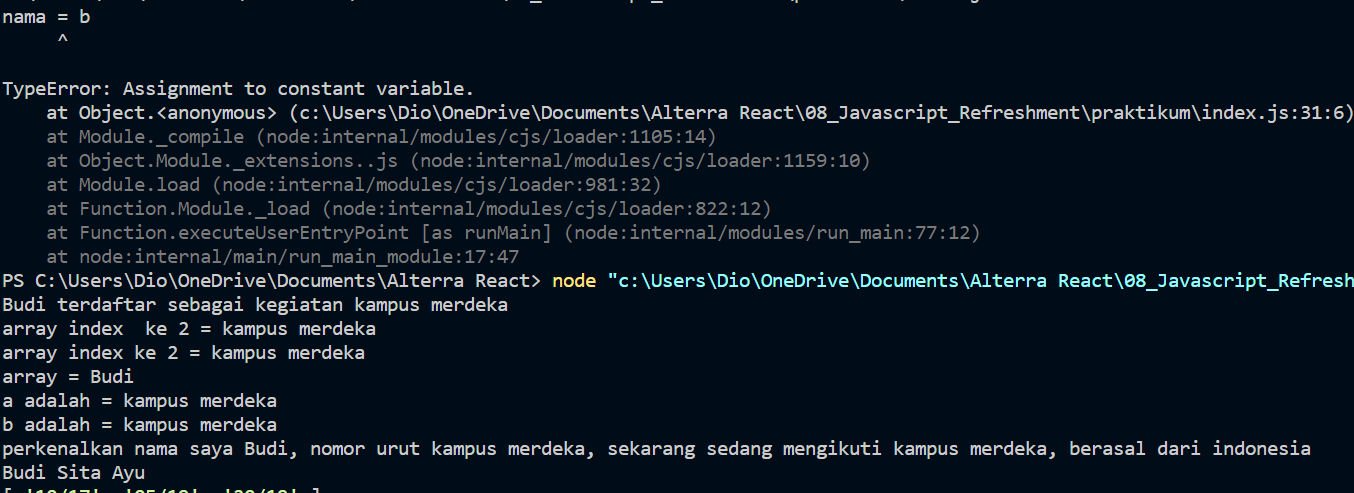 nama = b
^
TypeError: Assignment to constant variable.
at Object.<anonymous> (c:\Users\Dio\OneDrive\Documents\Alterra React\08_Javascript_Refreshment\praktikum\index.js:31:6)
at Module._compile (node:internal/modules/cjs/loader:1105:14)
at Object.Module._extensions..js (node:internal/modules/cjs/loader:1159:10)
at Module.load (node:internal/modules/cjs/loader:981:32)
at Function.Module._load (node:internal/modules/cjs/loader:822:12)
at Function.executeUserEntryPoint [as runMain] (node:internal/modules/run_main:77:12)
at node:internal/main/run_main_module:17:47
PS C:\Users\Dio\OneDrive\Documents\Alterra React> node "c:\Users\Dio\OneDrive\Documents\Alterra React\08_Javascript_Refresh
Budi terdaftar sebagai kegiatan kampus merdeka
array index  ke 2 = kampus merdeka
array index ke 2 = kampus merdeka
array = Budi
a adalah = kampus merdeka
b adalah = kampus merdeka
perkenalkan nama saya Budi, nomor urut kampus merdeka, sekarang sedang mengikuti kampus merdeka, berasal dari indonesia
Budi Sita Ayu